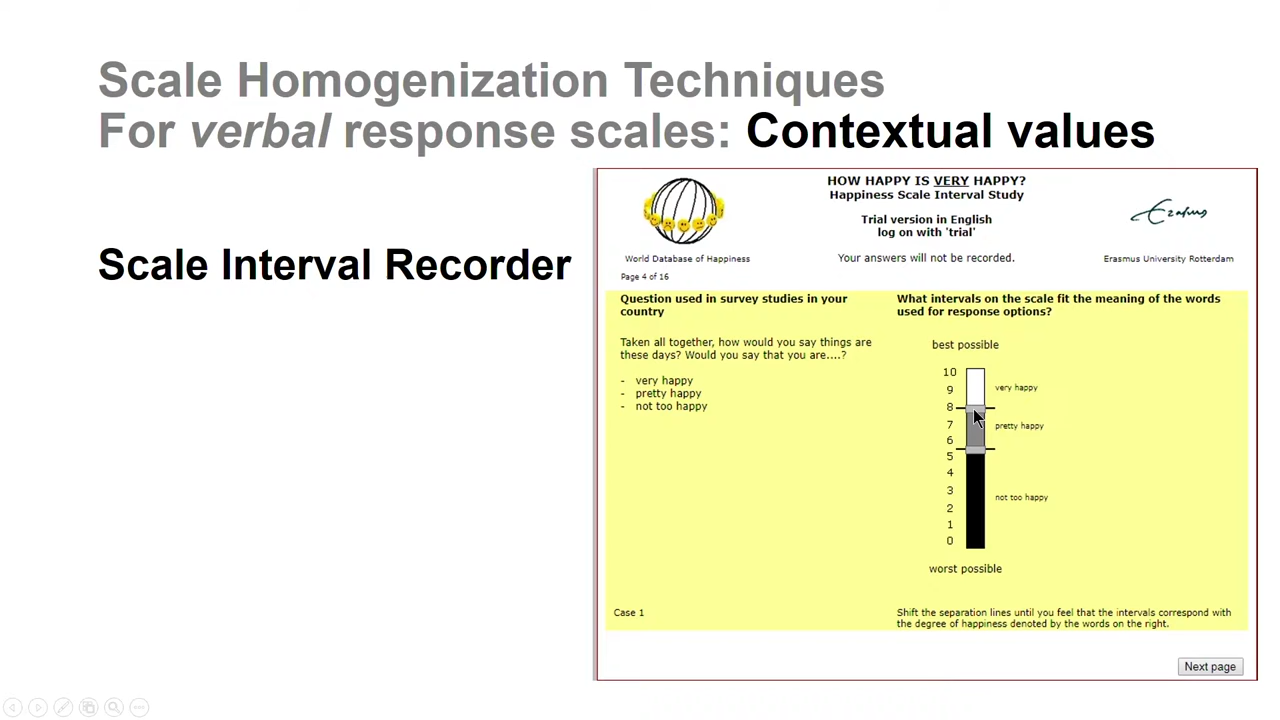 Scale Homogenization Techniques
For verbal response scales: Contextual values
Scale Interval Recorder
HOW HAPPY IS VERY HAPPY?
Happiness Scale Interval Study
Trial version in English
log on with 'trial'
Your answers will not be recorded.
World Database of Happiness
Erasmus
Erasmus University Rotterdam
Page 4 of 16
Question used in survey studies in your
country
Taken all together, how would you say things are
these days? Would you say that you are....?
- very happy
- pretty happy
- not too happy
What intervals on the scale fit the meaning of the words
used for response options?
best possible
10
9
very happy
8
7
pretty happy
6
5
4
3
not too happy
2
1
0
worst possible
Case 1
Shift the separation lines until you feel that the intervals correspond with
the degree of happiness denoted by the words on the right.
Next page